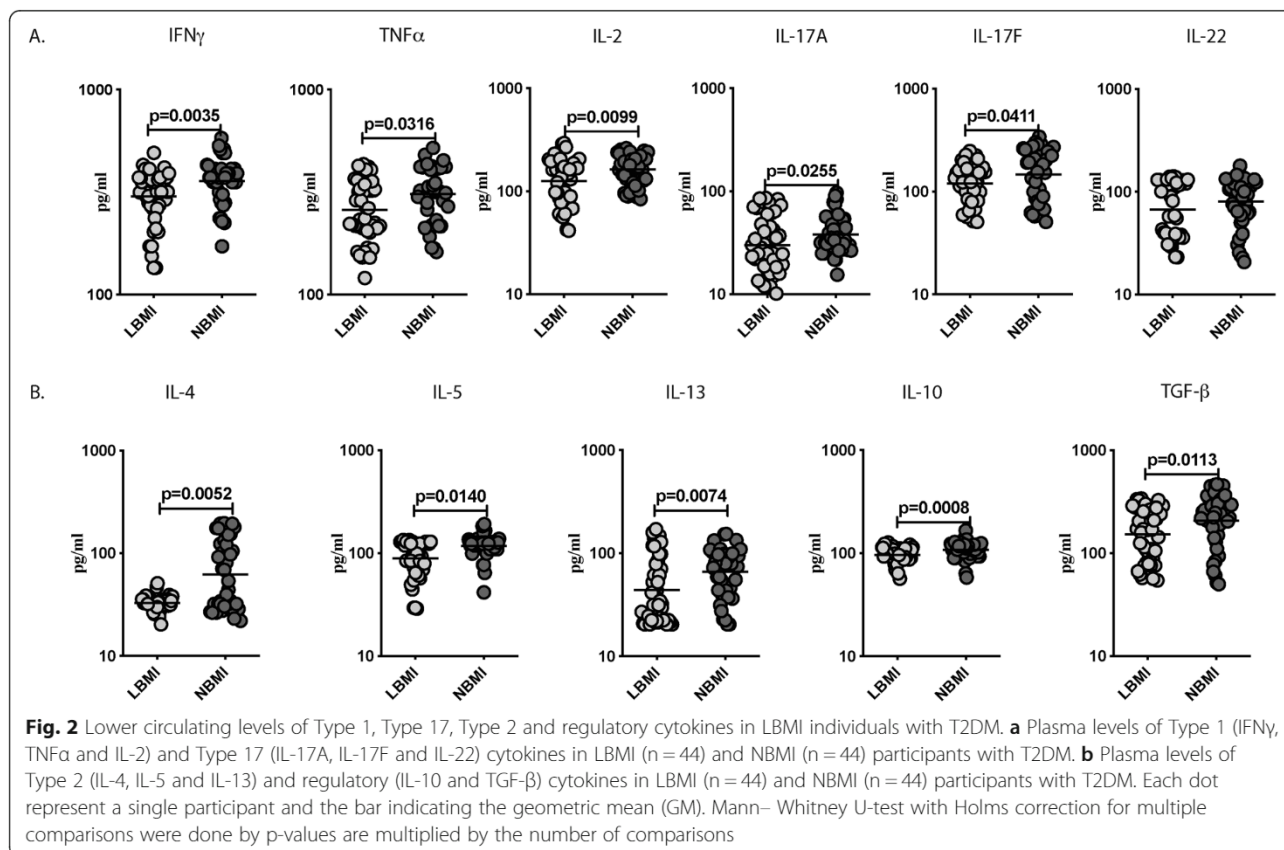 A.
IFNγ TNFα IL-2 IL-17A IL-17F IL-22
1000 1000 1000 1000 1000 1000
p=0.0035 p=0.0316 p=0.0099 p=0.0255 p=0.0411
pg/ml pg/ml pg/ml pg/ml pg/ml pg/ml
100 100 100 100
100 100 10 10 10 10
LBMI NBMI LBMI NBMI LBMI NBMI LBMI NBMI LBMI NBMI LBMI NBMI
B.
IL-4 IL-5 IL-13 IL-10 TGF-β
1000 1000 1000 1000 1000
p=0.0052 p=0.0140 p=0.0074 p=0.0008 p=0.0113
pg/ml pg/ml pg/ml pg/ml pg/ml
100 100 100 100 100
10 10 10 10 10
LBMI NBMI LBMI NBMI LBMI NBMI LBMI NBMI LBMI NBMI
Fig. 2 Lower circulating levels of Type 1, Type 17, Type 2 and regulatory cytokines in LBMI individuals with T2DM. a Plasma levels of Type 1 (IFNγ,
TNFα and IL-2) and Type 17 (IL-17A, IL-17F and IL-22) cytokines in LBMI (n = 44) and NBMI (n = 44) participants with T2DM. b Plasma levels of
Type 2 (IL-4, IL-5 and IL-13) and regulatory (IL-10 and TGF-β) cytokines in LBMI (n = 44) and NBMI (n = 44) participants with T2DM. Each dot
represent a single participant and the bar indicating the geometric mean (GM). Mann– Whitney U-test with Holms correction for multiple
comparisons were done by p-values are multiplied by the number of comparisons